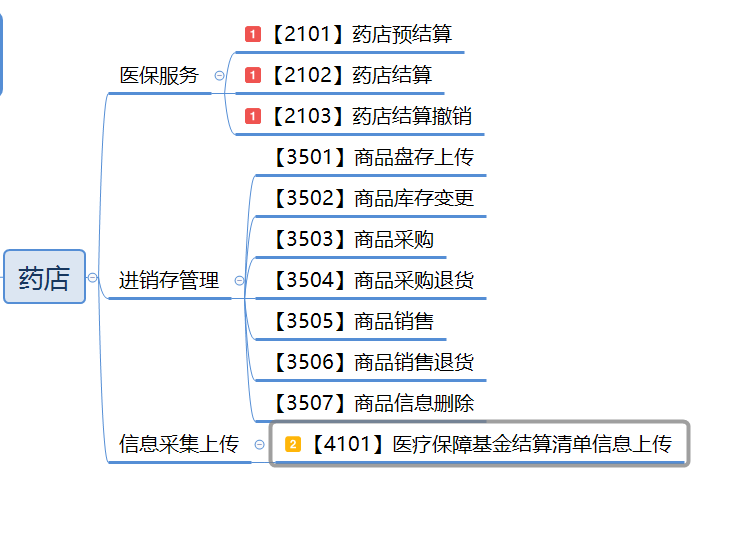 药店
医保服务
1【2101】药店预结算
1【2102】药店结算
1【2103】药店结算撤销
进销存管理
【3501】商品盘存上传
【3502】商品库存变更
【3503】商品采购
【3504】商品采购退货
【3505】商品销售
【3506】商品销售退货
【3507】商品信息删除
信息采集上传
2【4101】医疗保障基金结算清单信息上传